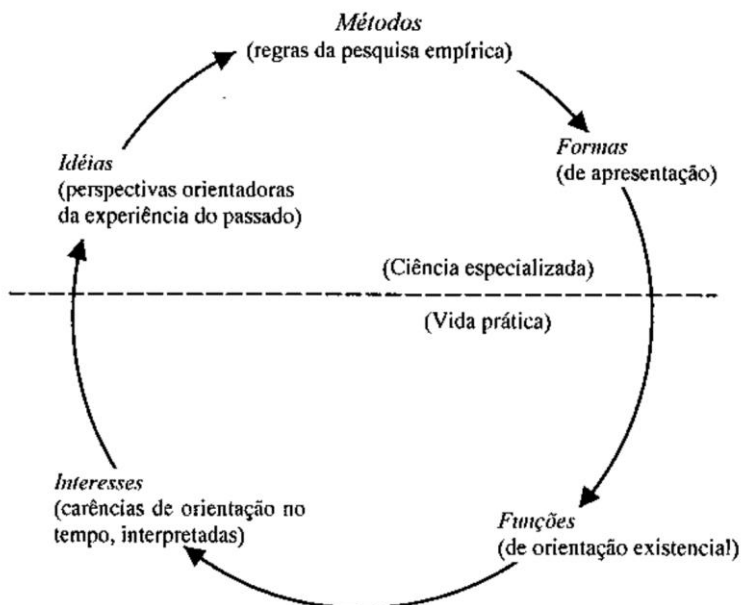 Métodos
(regras da pesquisa empírica)
Formas
(de apresentação)
Idéias
(perspectivas orientadoras
da experiência do passado)
(Ciência especializada)
(Vida prática)
Interesses
(carências de orientação no
tempo, interpretadas)
Funções
(de orientação existencial)